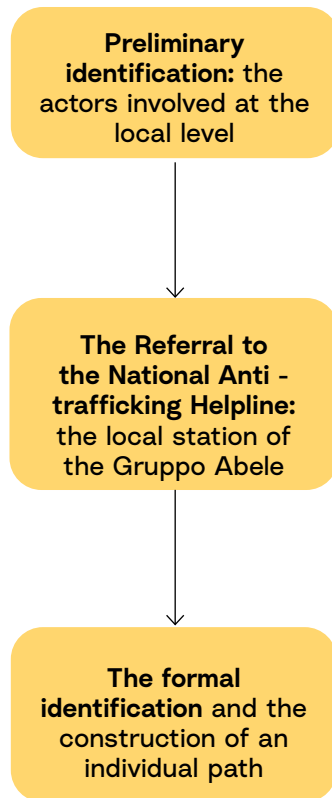 Preliminary
identification: the
actors involved at the
local level
The Referral to
the National Anti -
trafficking Helpline:
the local station of
the Gruppo Abele
The formal
identification and the
construction of an
individual path